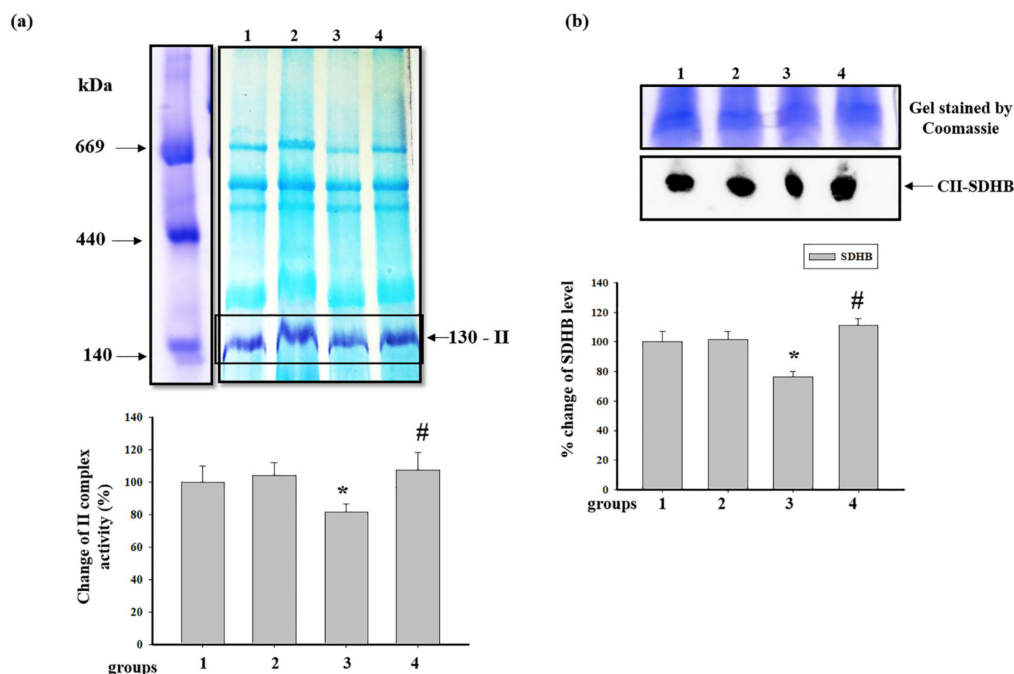 (a)
1 2 3 4
kDa
669
440
140
130 - II
Change of II complex
activity (%)
140
120
100
80
60
40
20
0
*
#
groups 1 2 3 4
(b)
1 2 3 4
Gel stained by
Coomassie
CII-SDHB
SDHB
% change of SDHB level
140
120
100
80
60
40
20
0
*
#
groups 1 2 3 4